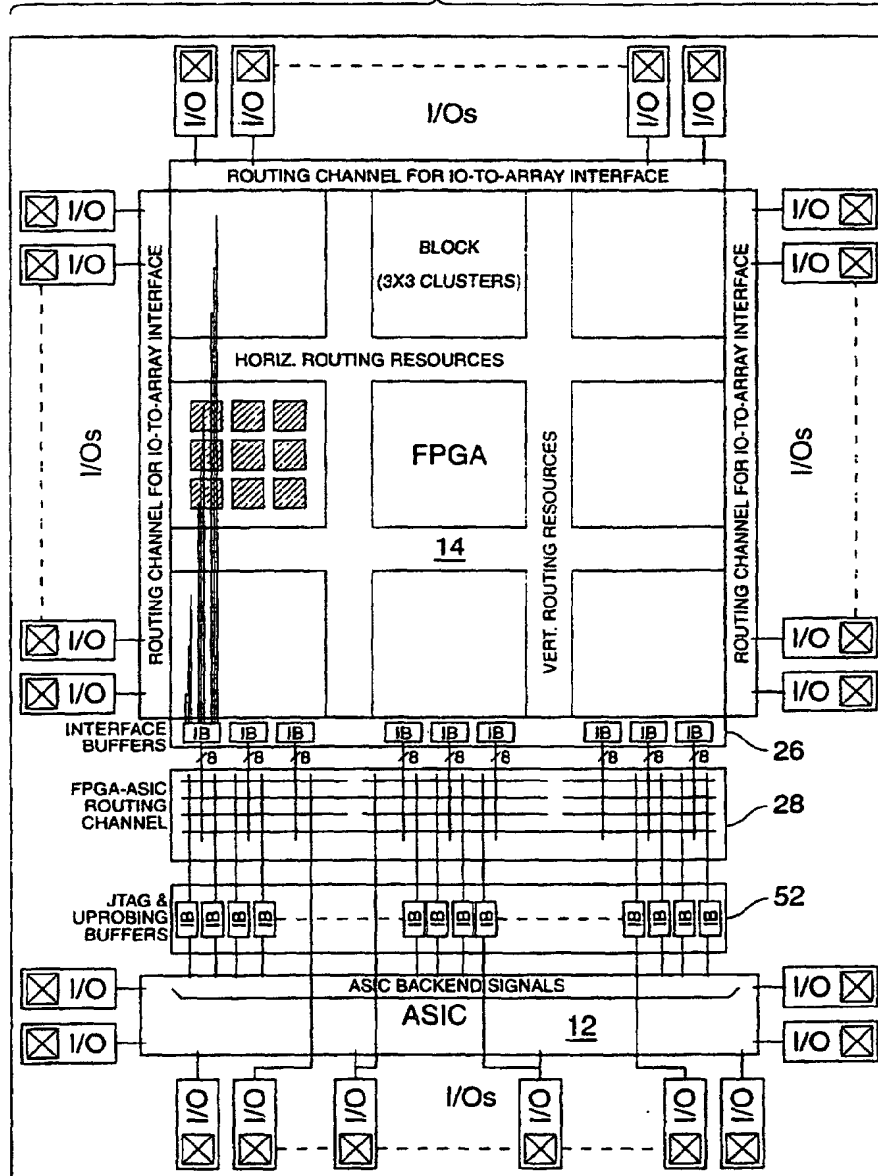 I/O I/O I/O I/O
I/Os
ROUTING CHANNEL FOR IO-TO-ARRAY INTERFACE
I/O I/O
I/O I/O
I/Os
I/Os
I/O I/O
I/O I/O
ROUTING CHANNEL FOR IO-TO-ARRAY INTERFACE
ROUTING CHANNEL FOR IO-TO-ARRAY INTERFACE
BLOCK
(3X3 CLUSTERS)
HORIZ. ROUTING RESOURCES
FPGA
14
VERT. ROUTING RESOURCES
INTERFACE
BUFFERS
IB IB IB IB IB IB IB IB IB
26
8 8 8 8 8 8 8 8 8
FPGA-ASIC
ROUTING
CHANNEL
28
JTAG &
UPROBING
BUFFERS
IB IB IB IB IB IB IB IB IB IB IB IB
52
ASIC BACKEND SIGNALS
ASIC
12
I/O I/O
I/O I/O
I/Os
I/O I/O I/O I/O I/O I/O